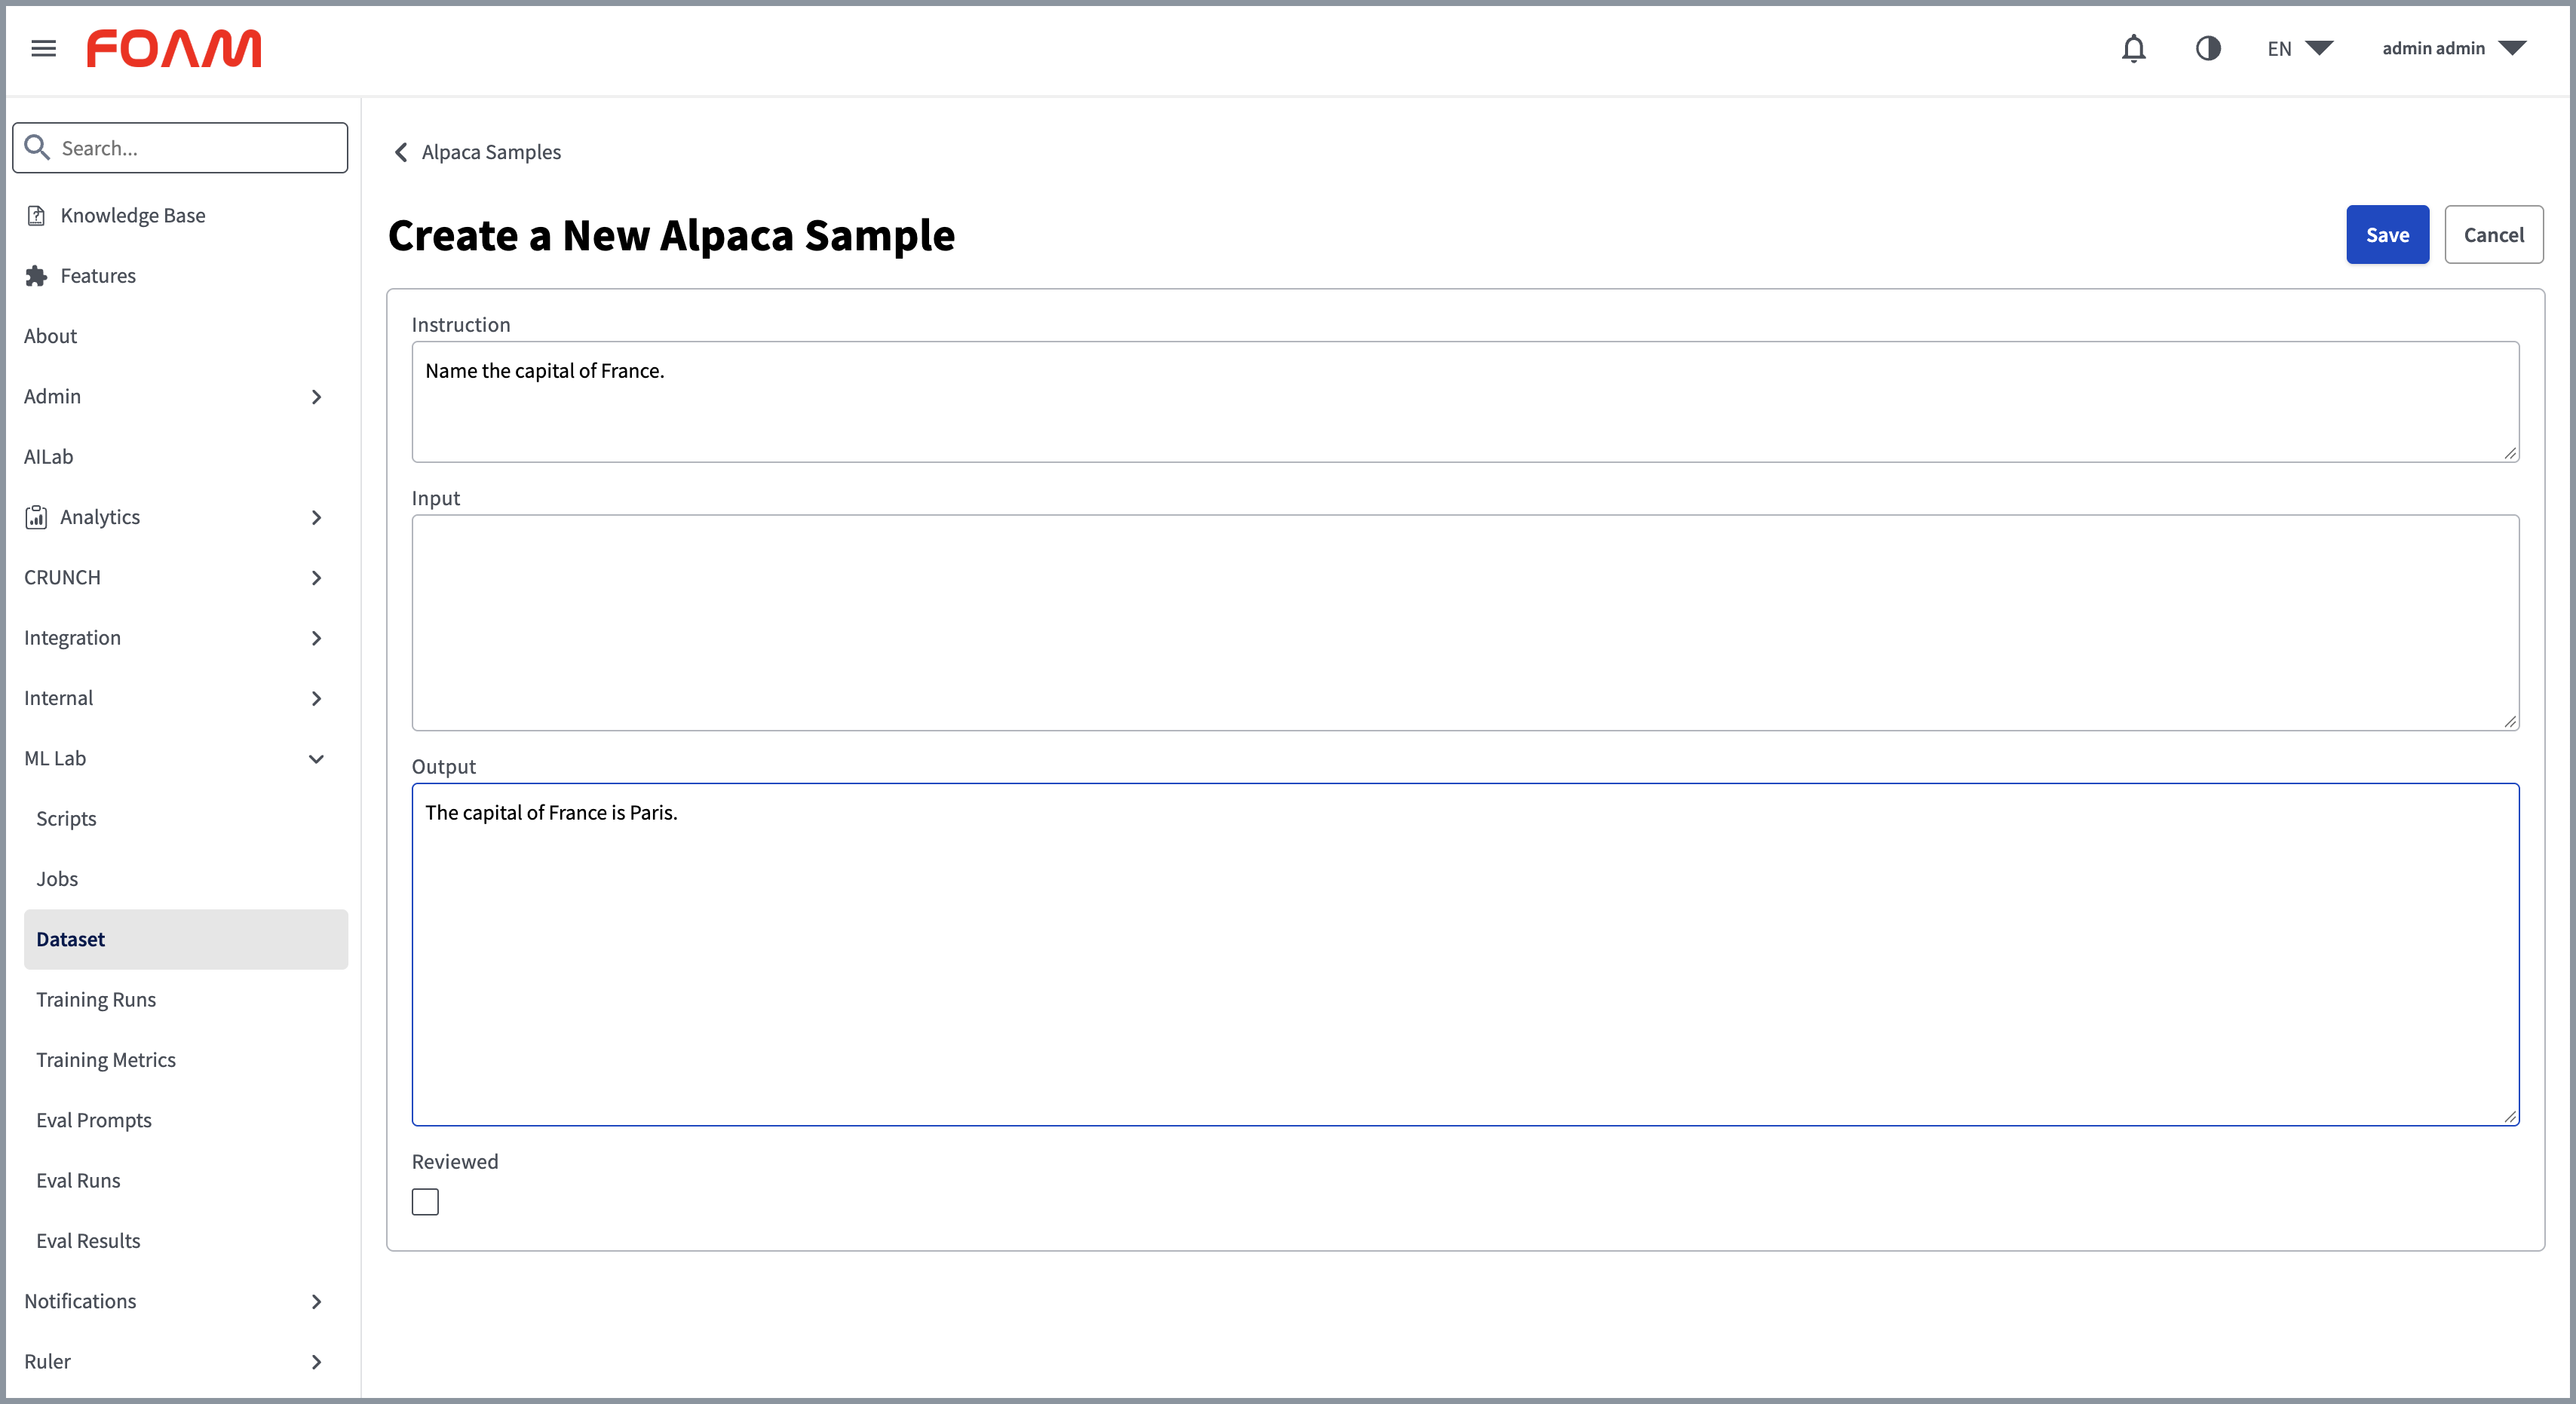 FOAM
EN
admin admin
Search...
Knowledge Base
Features
About
Admin
AILab
Analytics
CRUNCH
Integration
Internal
ML Lab
Scripts
Jobs
Dataset
Training Runs
Training Metrics
Eval Prompts
Eval Runs
Eval Results
Notifications
Ruler
Alpaca Samples
Create a New Alpaca Sample
Save
Cancel
Instruction
Name the capital of France.
Input
Output
The capital of France is Paris.
Reviewed